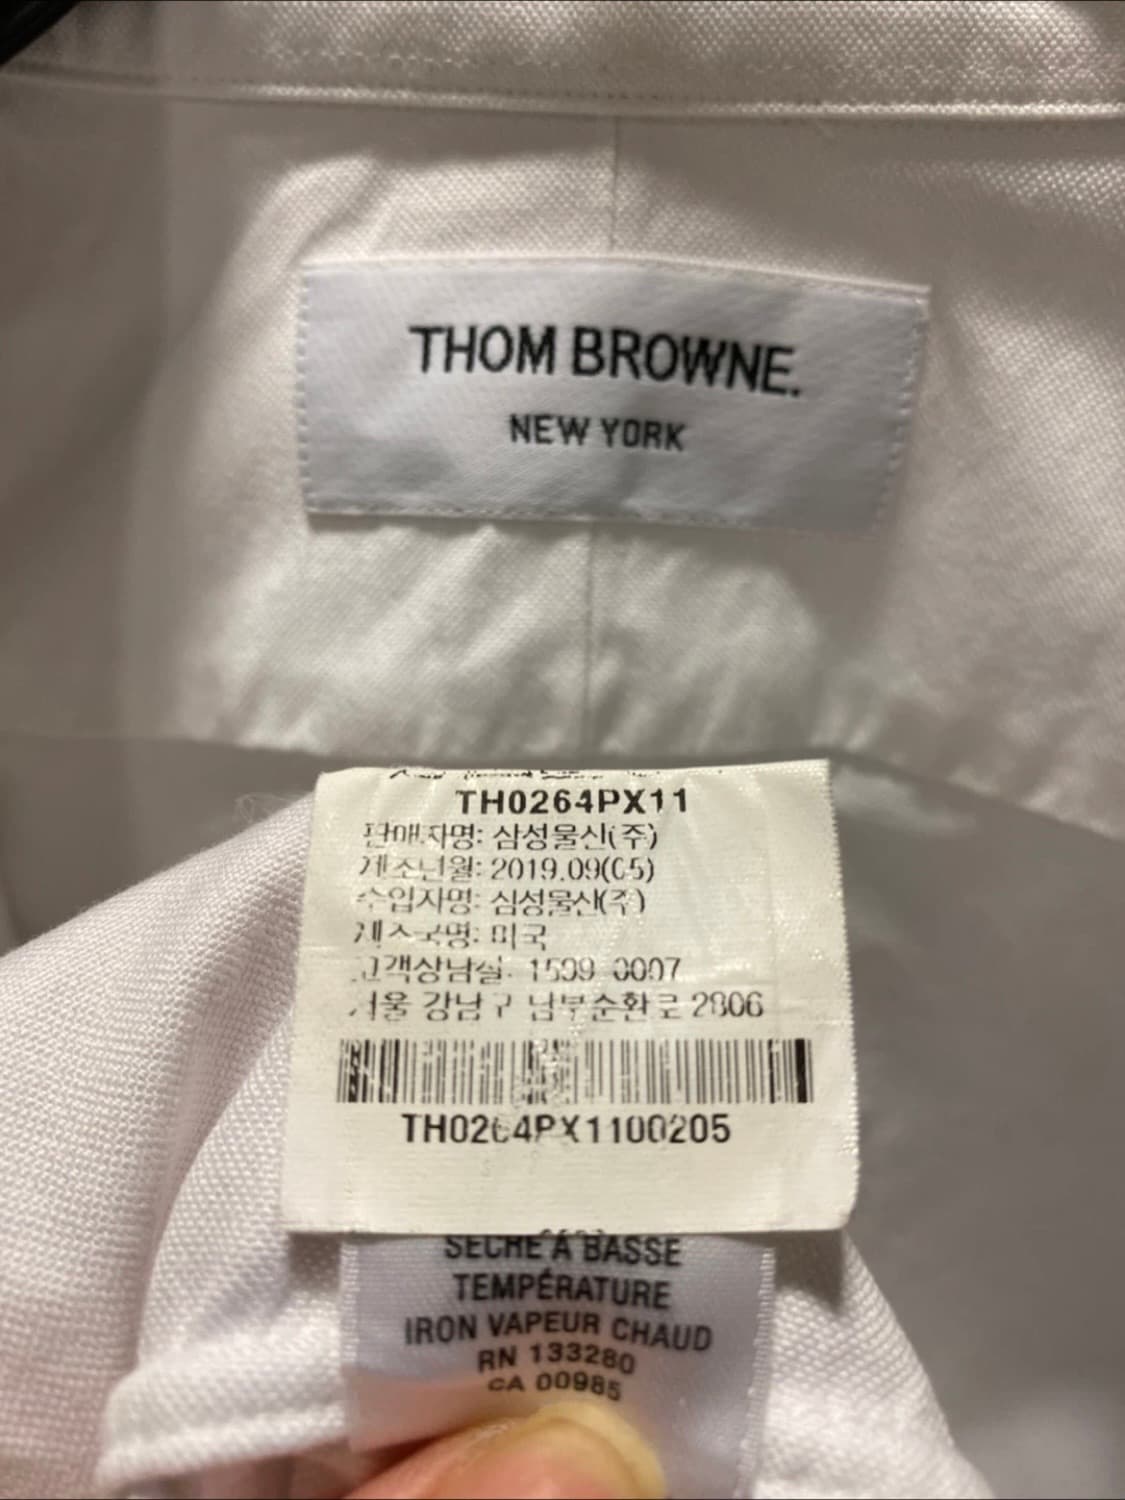 THOM BROWNE.
NEW YORK
TH0264PX11
판매자명: 삼성물산(주)
제조년월: 2019.09(05)
수입자명: 삼성물산(주)
제조국명: 미국
고객상남실: 1599-0007
서울 강남구 남부순환로 2806
TH0264PX1100205
SECHE À BASSE
TEMPÉRATURE
IRON VAPEUR CHAUD
RN 133280
CA 00985